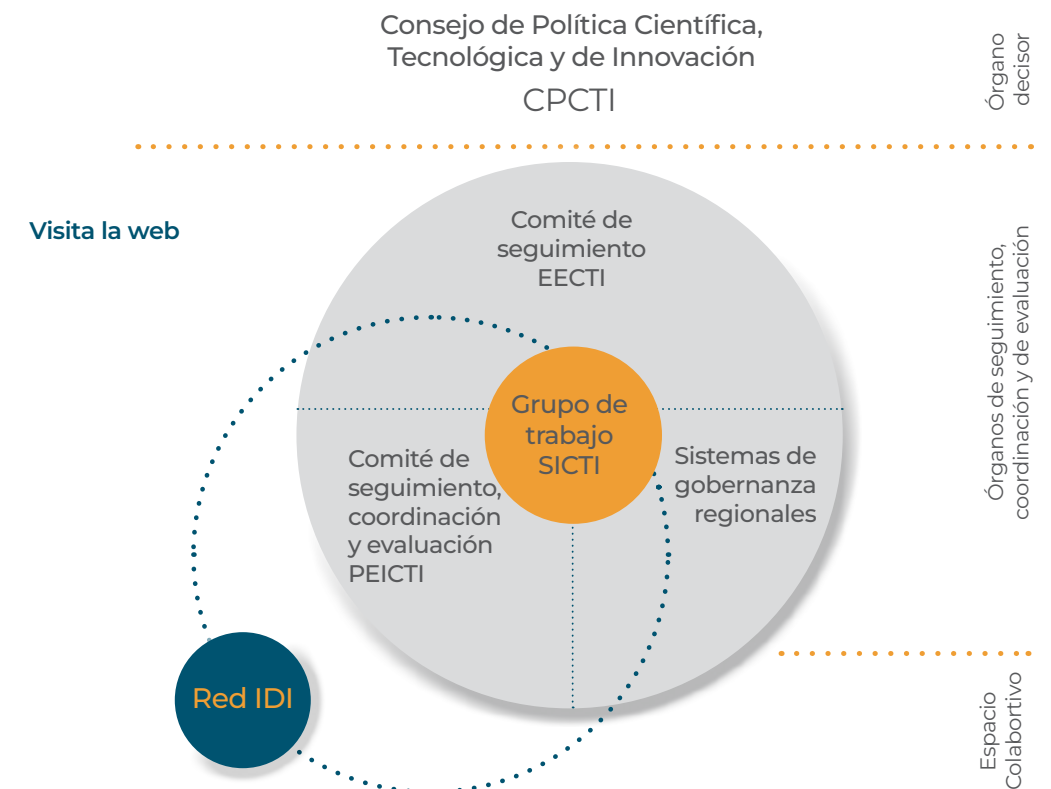 Consejo de Política Científica,
Tecnológica y de Innovación
CPCTI
Órgano
decisor
Visita la web
Comité de
seguimiento
EECTI
Grupo de
trabajo
SICTI
Comité de
seguimiento,
coordinación
y evaluación
PEICTI
Sistemas de
gobernanza
regionales
Órganos de seguimiento,
coordinación y de evaluación
Red IDI
Espacio
Colabortivo